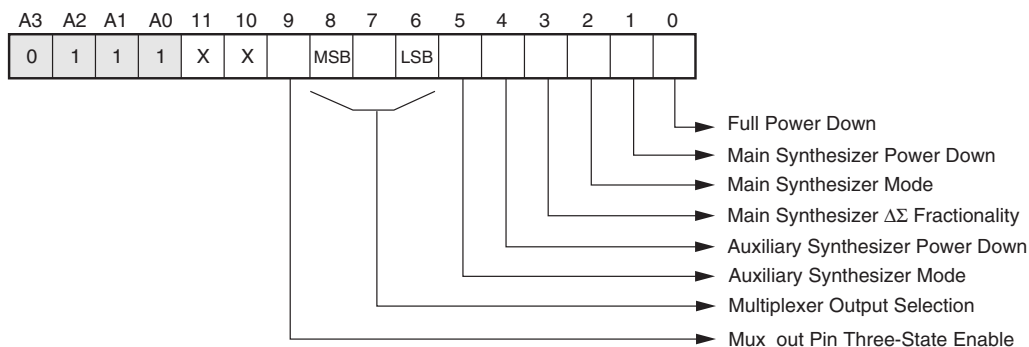 A3 A2 A1 A0 11 10 9 8 7 6 5 4 3 2 1 0
0 1 1 1 X X MSB LSB
Full Power Down
Main Synthesizer Power Down
Main Synthesizer Mode
Main Synthesizer ΔΣ Fractionality
Auxiliary Synthesizer Power Down
Auxiliary Synthesizer Mode
Multiplexer Output Selection
Mux out Pin Three-State Enable